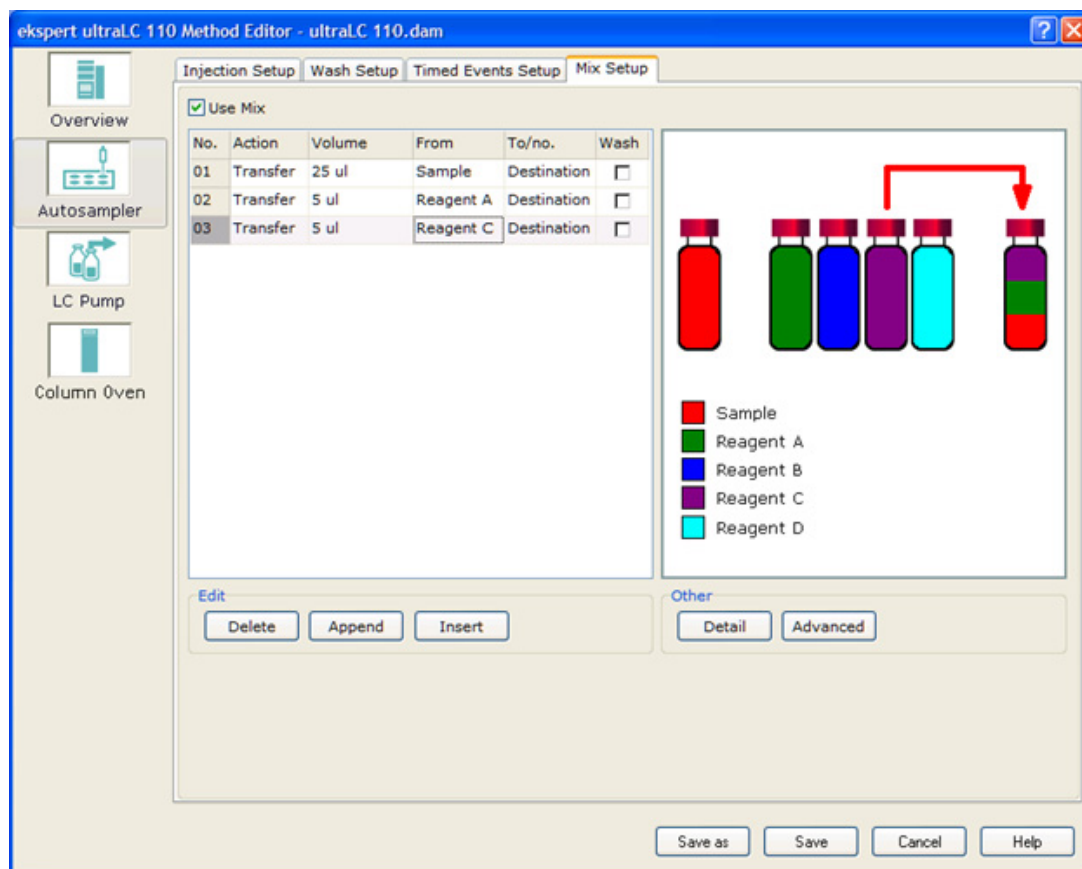 ekspert ultraLC 110 Method Editor - ultraLC 110.dam
Overview
Autosampler
LC Pump
Column Oven
Injection Setup Wash Setup Timed Events Setup Mix Setup
Use Mix
No. Action Volume From To/no. Wash
01 Transfer 25 ul Sample Destination
02 Transfer 5 ul Reagent A Destination
03 Transfer 5 ul Reagent C Destination
Sample
Reagent A
Reagent B
Reagent C
Reagent D
Edit
Delete Append Insert
Other
Detail Advanced
Save as Save Cancel Help